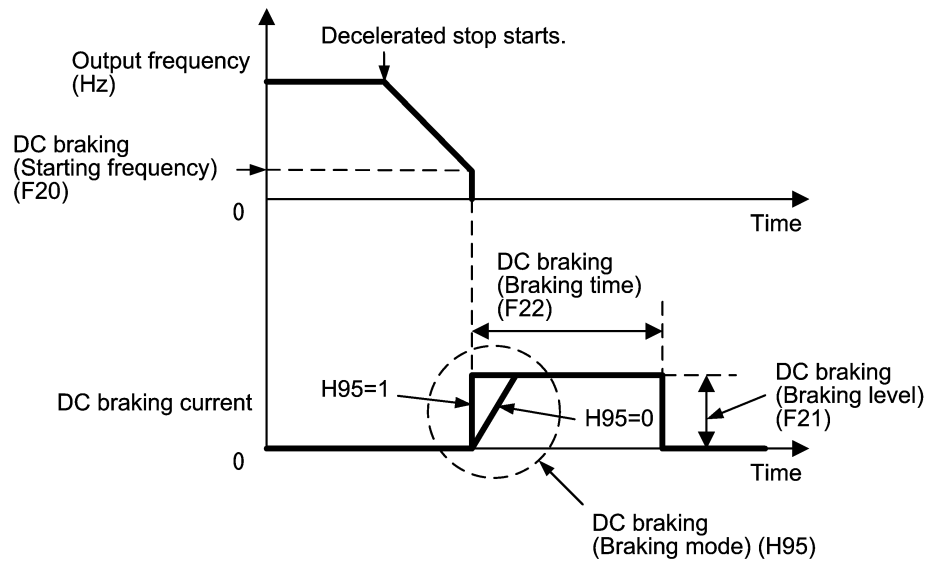 Decelerated stop starts.
Output frequency
(Hz)
DC braking
(Starting frequency)
(F20)
0
Time
DC braking
(Braking time)
(F22)
H95=1
H95=0
DC braking current
DC braking
(Braking level)
(F21)
0
Time
DC braking
(Braking mode) (H95)